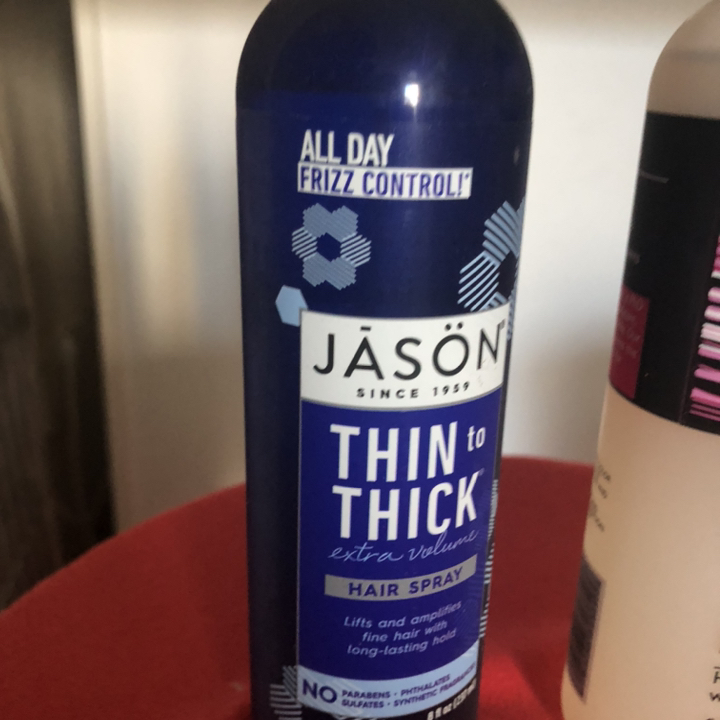 ALL DAY
FRIZZ CONTROL!*
JĀSÖN
SINCE 1959
THIN to
THICK
extra volume
HAIR SPRAY
Lifts and amplifies
fine hair with
long-lasting hold
NO PARABENS • PHTHALATES
SULFATES • SYNTHETIC FRAGRANCES